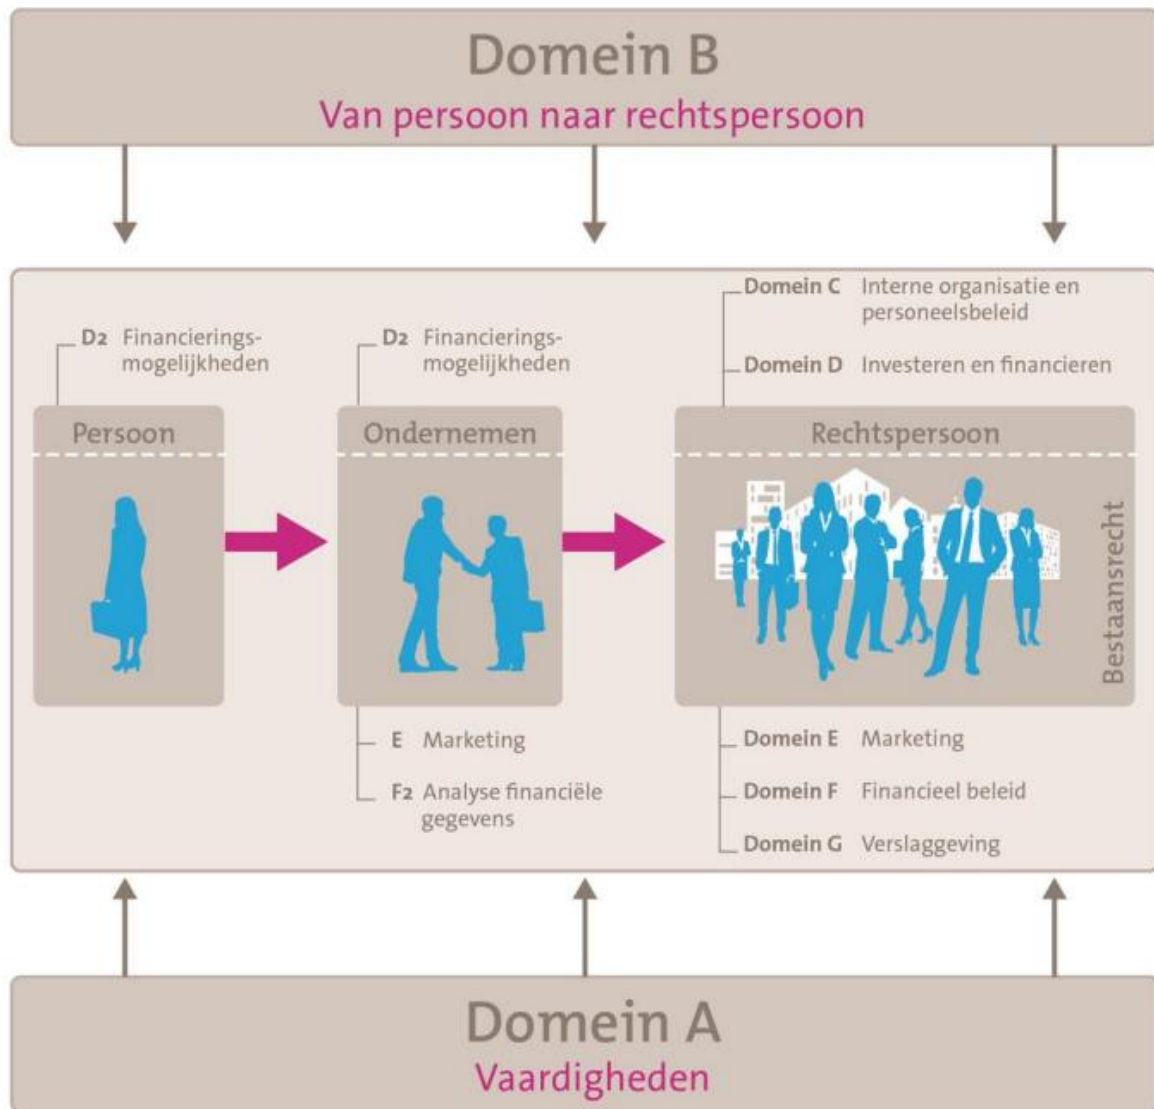 Domein B
Van persoon naar rechtspersoon
D2 Financierings-
mogelijkheden
Persoon
D2 Financierings-
mogelijkheden
Ondernemen
E Marketing
F2 Analyse financiële
gegevens
Domein C Interne organisatie en
personeelsbeleid
Domein D Investeren en financieren
Rechtspersoon
Bestaansrecht
Domein E Marketing
Domein F Financieel beleid
Domein G Verslaggeving
Domein A
Vaardigheden